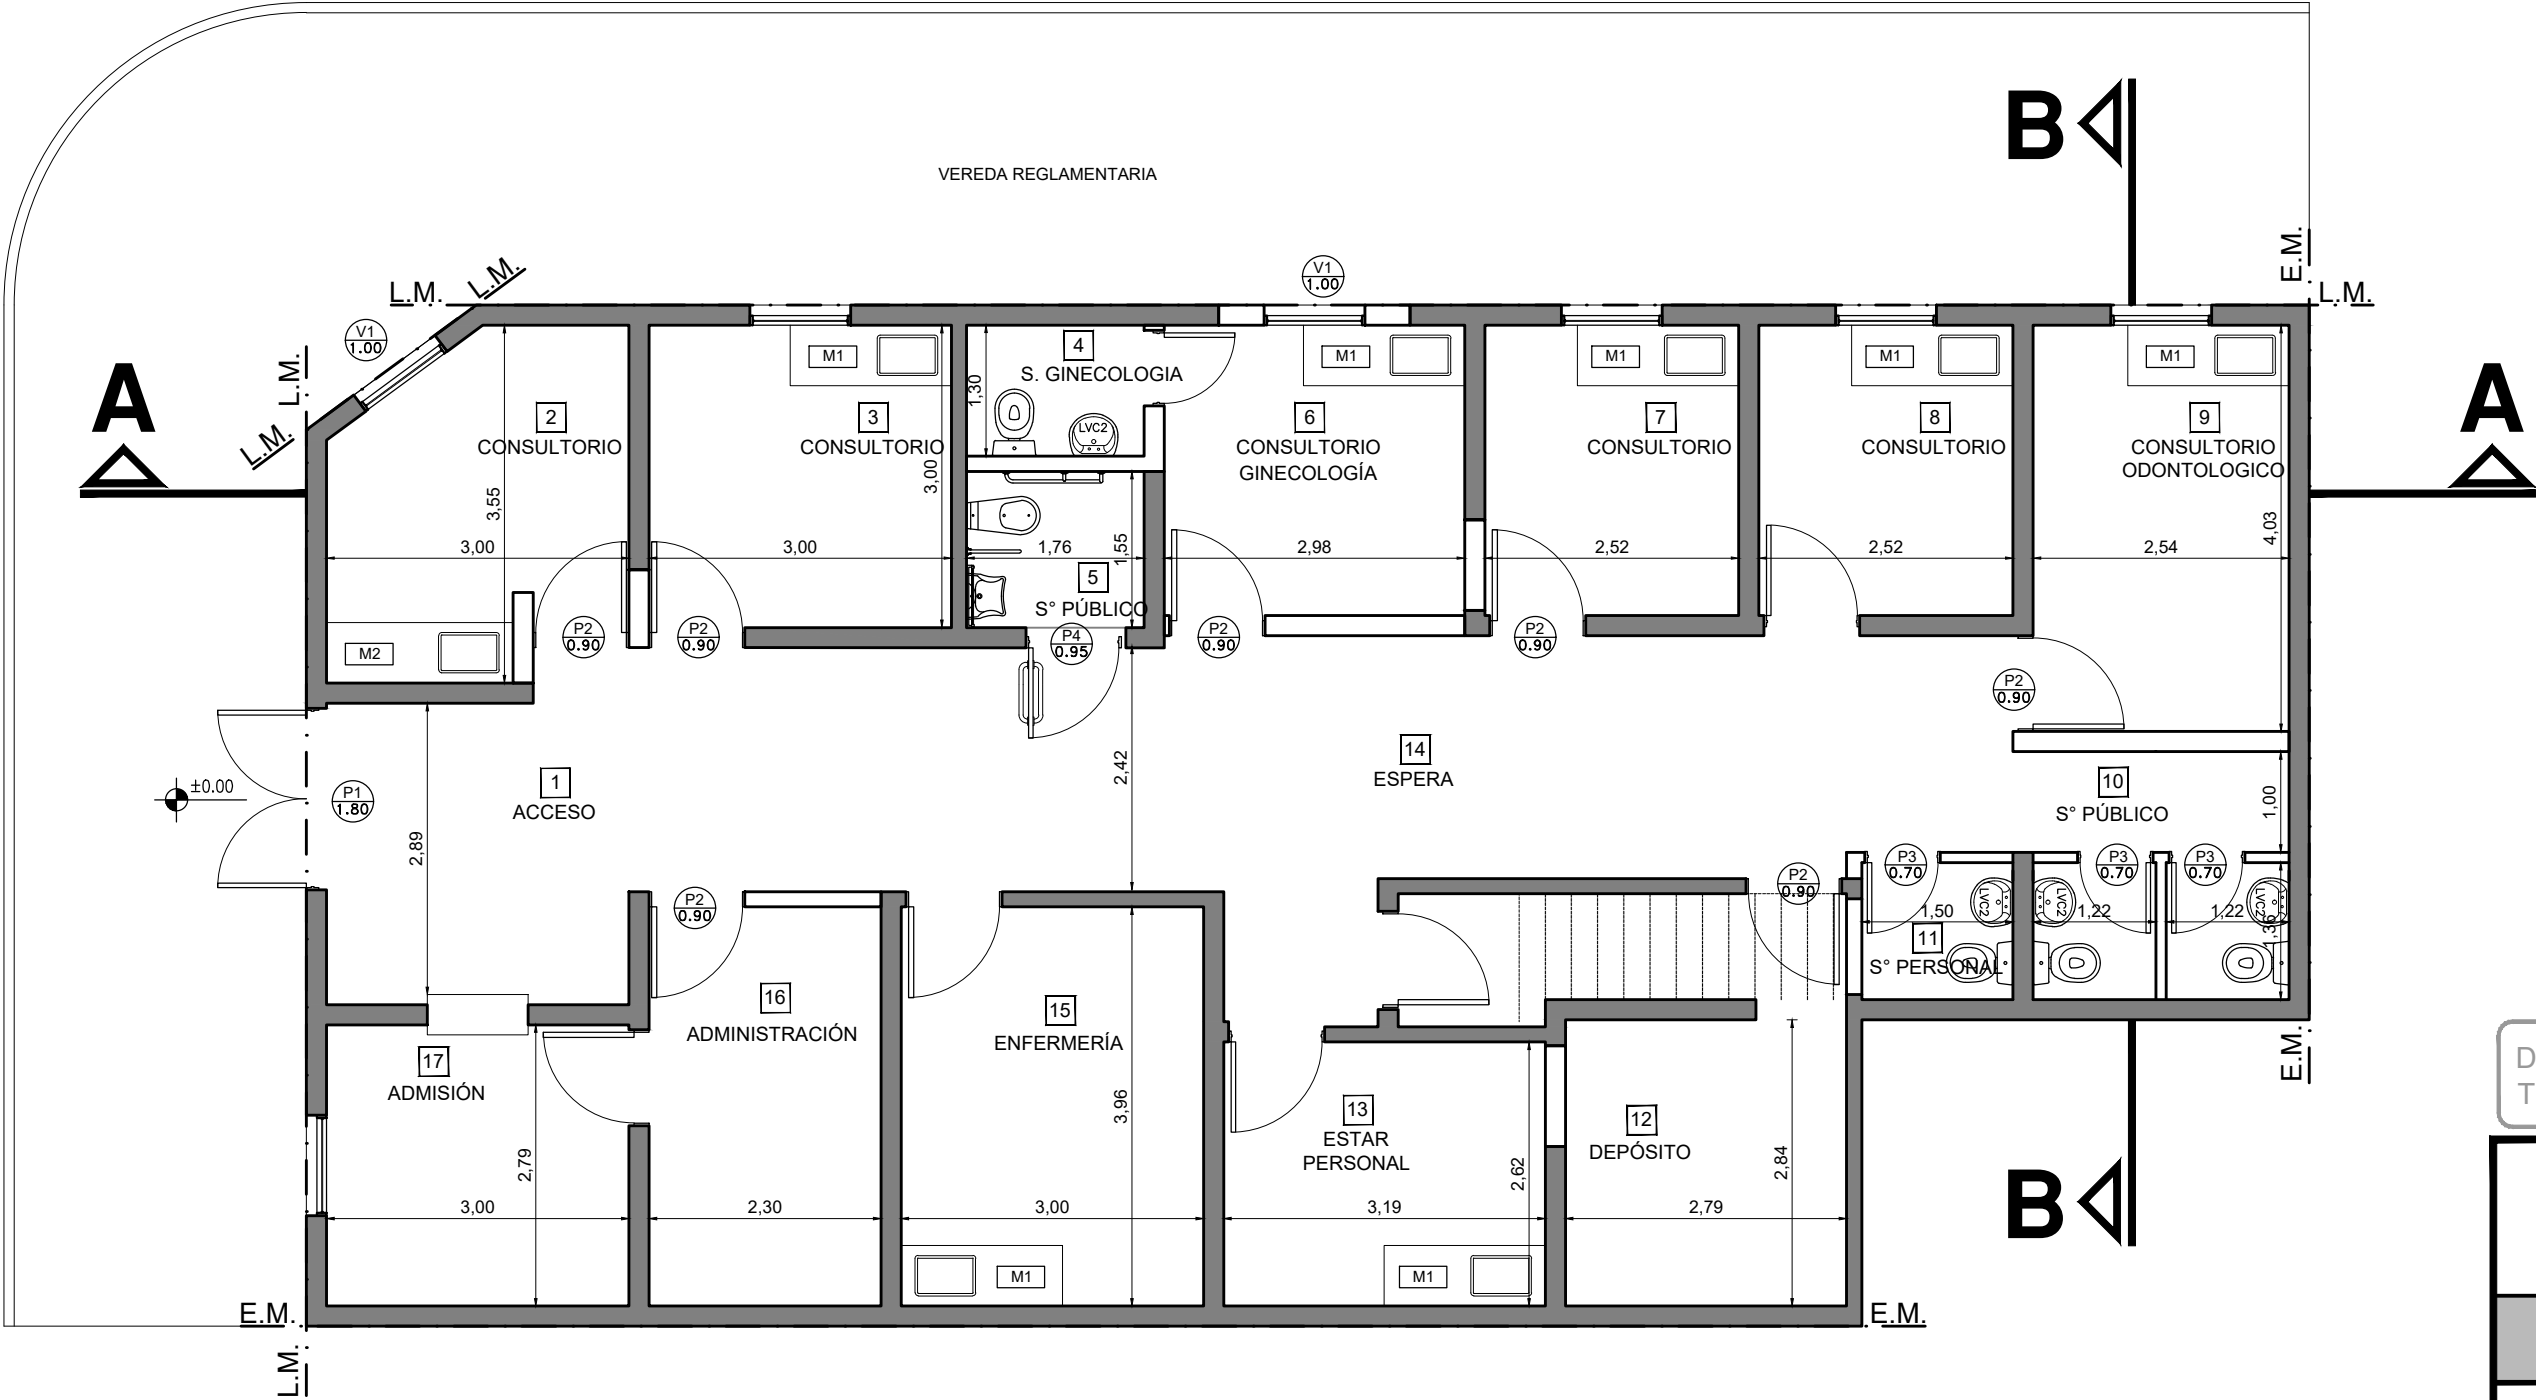 B
VEREDA REGLAMENTARIA
E.M.
L.M.
L.M.
L.M.
V1
1.00
V1
1.00
L.M.
L.M.
A
A
4
S. GINECOLOGIA
1,30
LVC2
M1
M1
M1
M1
M1
2
CONSULTORIO
3
CONSULTORIO
6
CONSULTORIO
GINECOLOGÍA
7
CONSULTORIO
8
CONSULTORIO
9
CONSULTORIO
ODONTOLOGICO
3,55
3,00
4,03
3,00
3,00
1,76
1,55
2,98
2,52
2,52
2,54
5
S° PÚBLICO
P2
0.90
P2
0.90
P4
0.95
P2
0.90
P2
0.90
P2
0.90
M2
±0.00
P1
1.80
1
ACCESO
2,89
2,42
14
ESPERA
10
S° PÚBLICO
1,00
P2
0.90
P2
0.90
P3
0.70
P3
0.70
P3
0.70
LVC2
LVC2
LVC2
1,50
1,22
1,22
11
S° PERSONAL
16
ADMINISTRACIÓN
15
ENFERMERÍA
17
ADMISIÓN
13
ESTAR
PERSONAL
12
DEPÓSITO
2,79
3,96
2,62
2,84
3,00
2,30
3,00
3,19
2,79
M1
M1
E.M.
B
D
T
E.M.
E.M.
L.M.